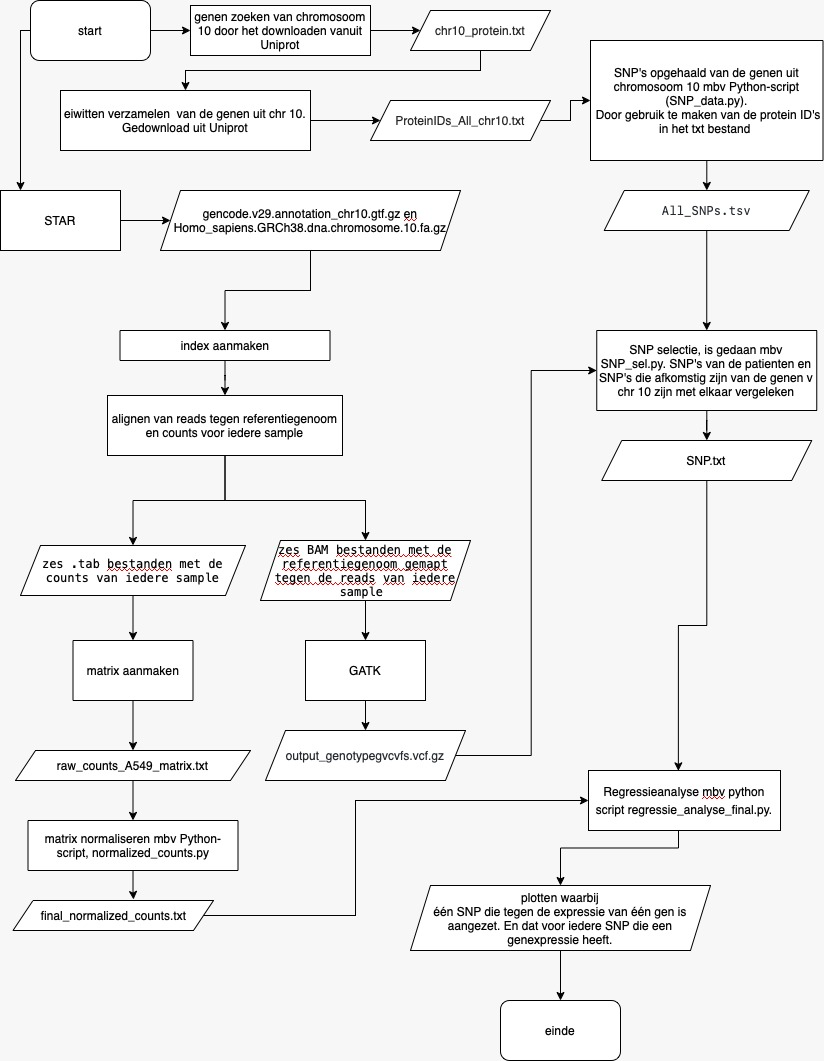 start
genen zoeken van chromosoom
10 door het downloaden vanuit
Uniprot
chr10_protein.txt
eiwitten verzamelen van de genen uit chr 10.
Gedownload uit Uniprot
ProteinIDs_All_chr10.txt
SNP's opgehaald van de genen uit
chromosoom 10 mbv Python-script
(SNP_data.py).
Door gebruik te maken van de protein ID's
in het txt bestand
STAR
gencode.v29.annotation_chr10.gtf.gz en
Homo_sapiens.GRCh38.dna.chromosome.10.fa.gz
All_SNPs.tsv
index aanmaken
SNP selectie, is gedaan mbv
SNP_sel.py. SNP's van de patienten en
SNP's die afkomstig zijn van de genen v
chr 10 zijn met elkaar vergeleken
alignen van reads tegen referentiegenoom
en counts voor iedere sample
SNP.txt
zes .tab bestanden met de
counts van iedere sample
zes BAM bestanden met de
referentiegenoom gemapt
tegen de reads van iedere
sample
matrix aanmaken
GATK
raw_counts_A549_matrix.txt
output_genotypegvcvfs.vcf.gz
Regressieanalyse mbv python
script regressie_analyse_final.py.
matrix normaliseren mbv Python-
script, normalized_counts.py
final_normalized_counts.txt
plotten waarbij
één SNP die tegen de expressie van één gen is
aangezet. En dat voor iedere SNP die een
genexpressie heeft.
einde